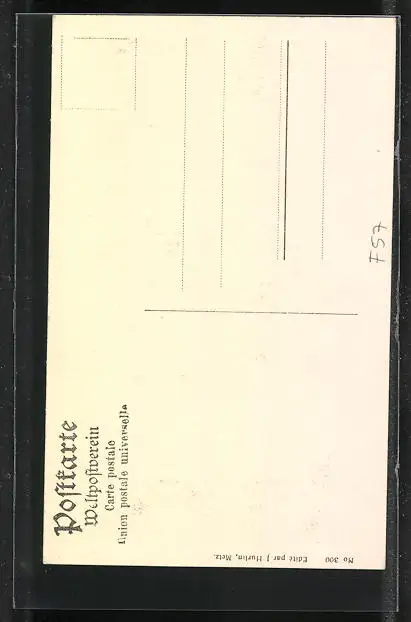 Postkarte
Weltpostverein
Carte postale
Union postale universelle
No 300 Edité par J Hurlin, Metz.
F57